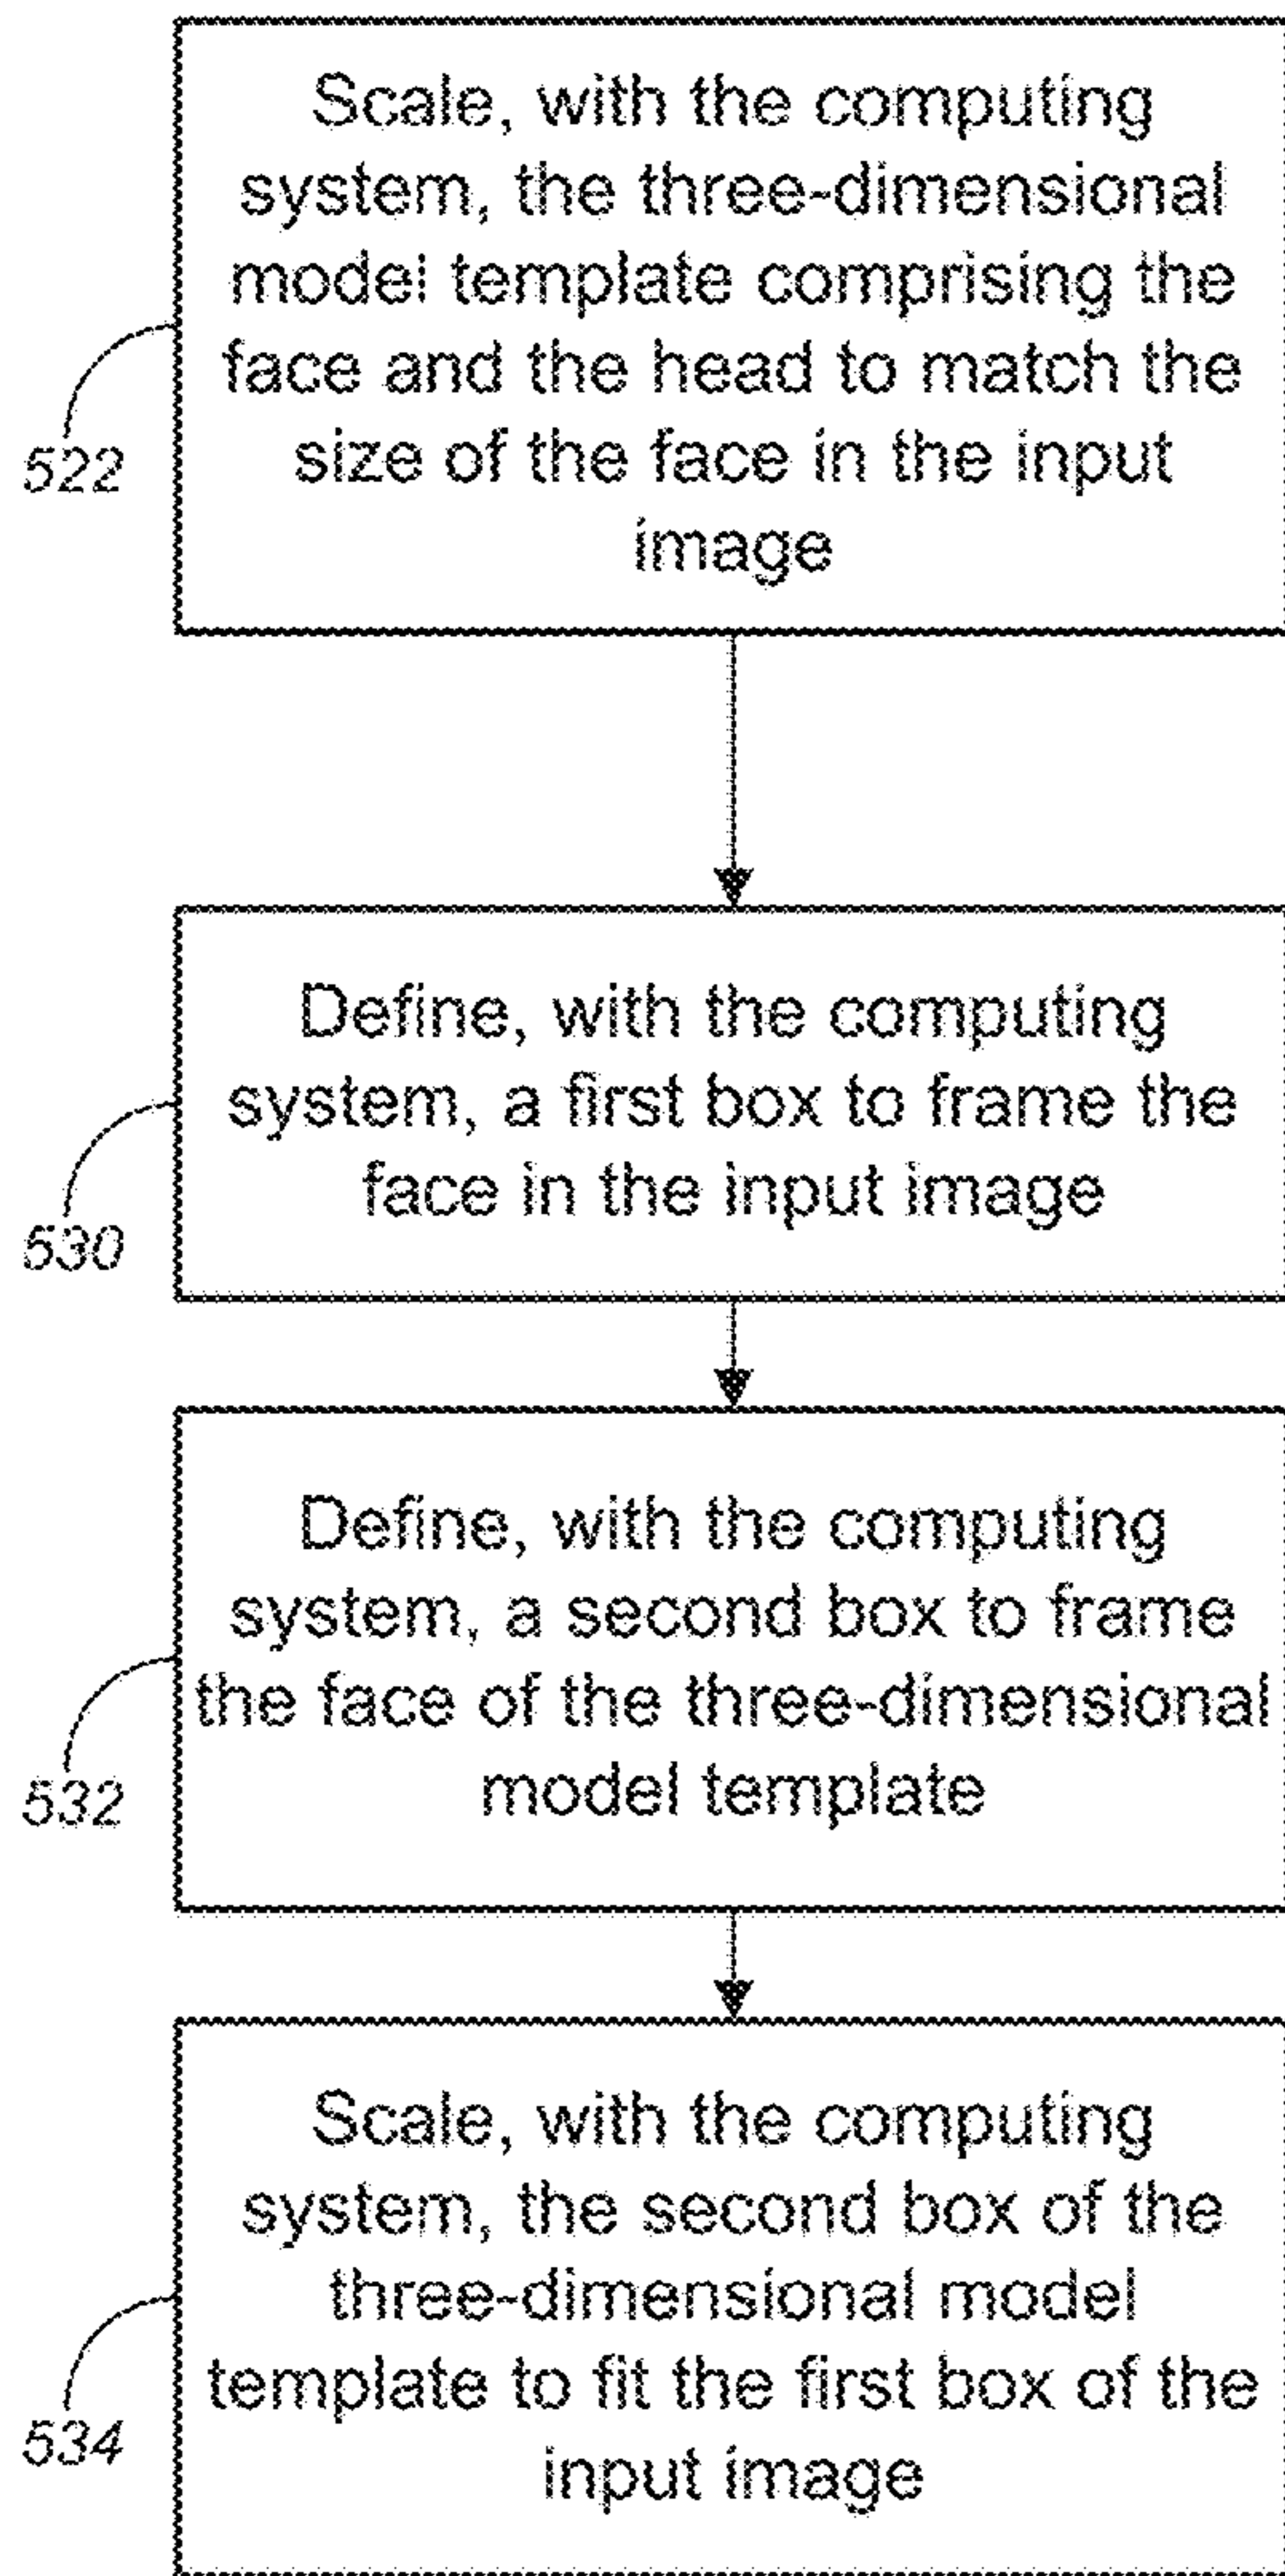 Scale, with the computing
system, the three-dimensional
model template comprising the
face and the head to match the
size of the face in the input
image
522
Define, with the computing
system, a first box to frame the
face in the input image
530
Define, with the computing
system, a second box to frame
the face of the three-dimensional
model template
532
Scale, with the computing
system, the second box of the
three-dimensional model
template to fit the first box of the
input image
534